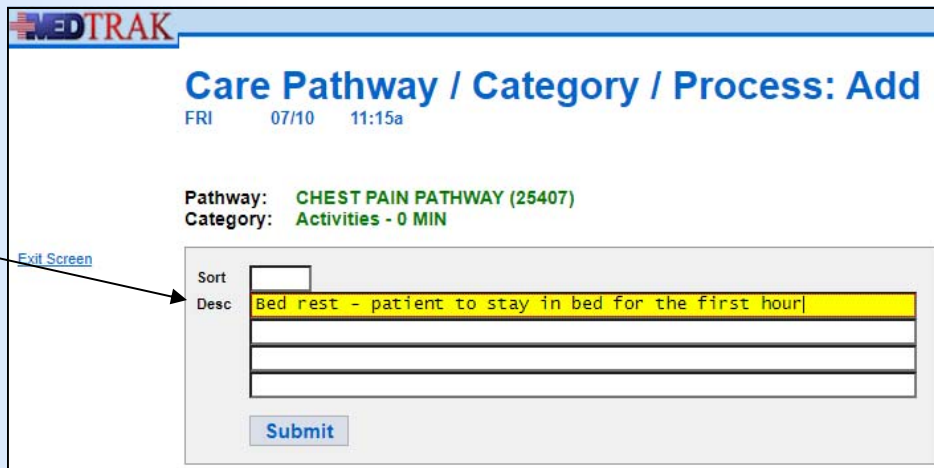 MEDTRAK
Care Pathway / Category / Process: Add
FRI 07/10 11:15a
Pathway: CHEST PAIN PATHWAY (25407)
Category: Activities - 0 MIN
Exit Screen
Sort
Desc Bed rest - patient to stay in bed for the first hour
Submit